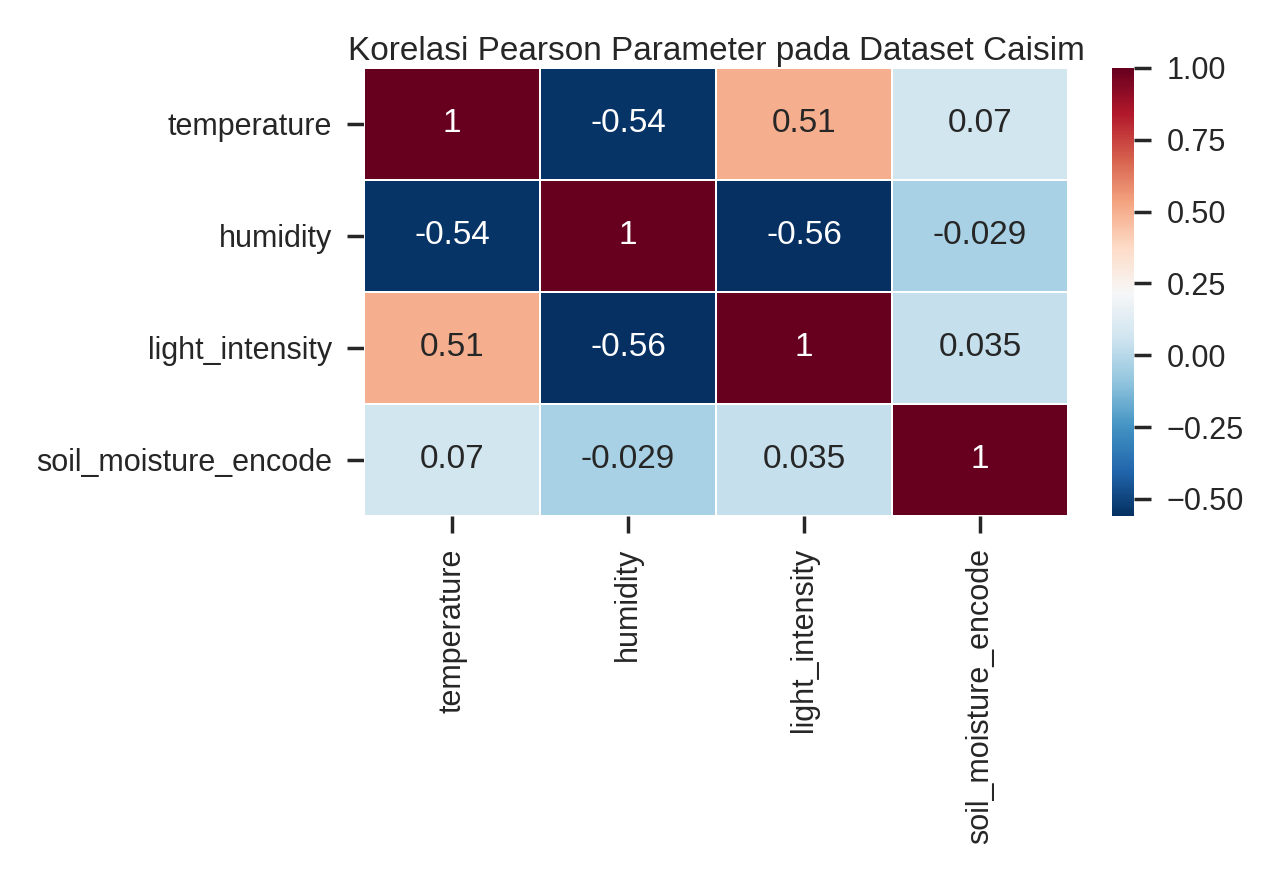 Korelasi Pearson Parameter pada Dataset Caisim
temperature 1 -0.54 0.51 0.07
humidity -0.54 1 -0.56 -0.029
light_intensity 0.51 -0.56 1 0.035
soil_moisture_encode 0.07 -0.029 0.035 1
temperature
humidity
light_intensity
soil_moisture_encode
1.00
0.75
0.50
0.25
0.00
−0.25
−0.50